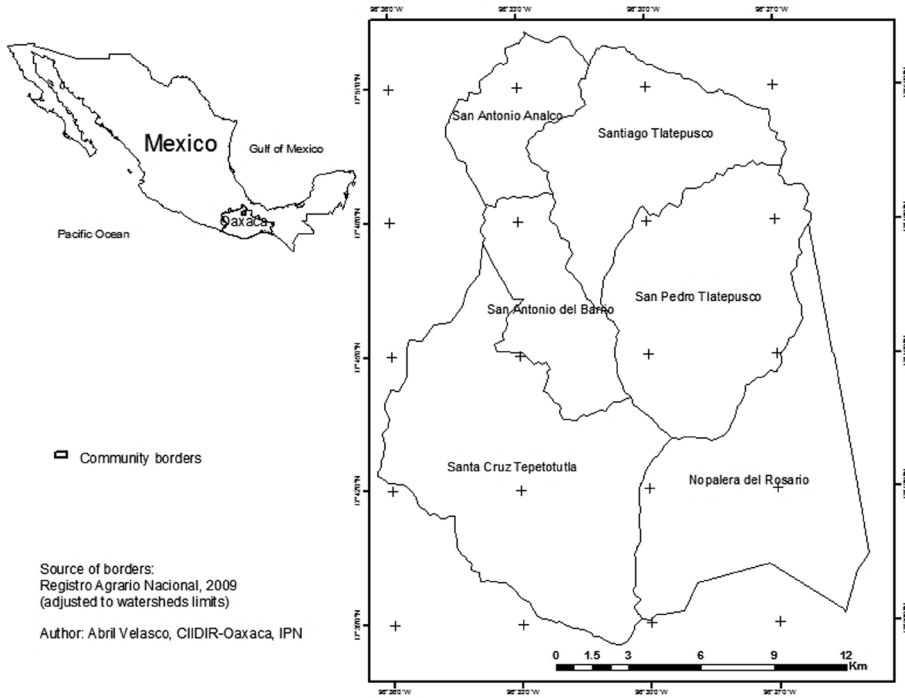 Mexico
Gulf of Mexico
Oaxaca
Pacific Ocean
San Antonio Analco
Santiago Tlatepusco
San Pedro Tlatepusco
San Antonio del Barrio
Santa Cruz Tepetotutla
Nopalera del Rosario
Community borders
Source of borders:
Registro Agrario Nacional, 2009
(adjusted to watersheds limits)
Author: Abril Velasco, CIIDIR-Oaxaca, IPN
0 1.5 3 6 9 12
Km